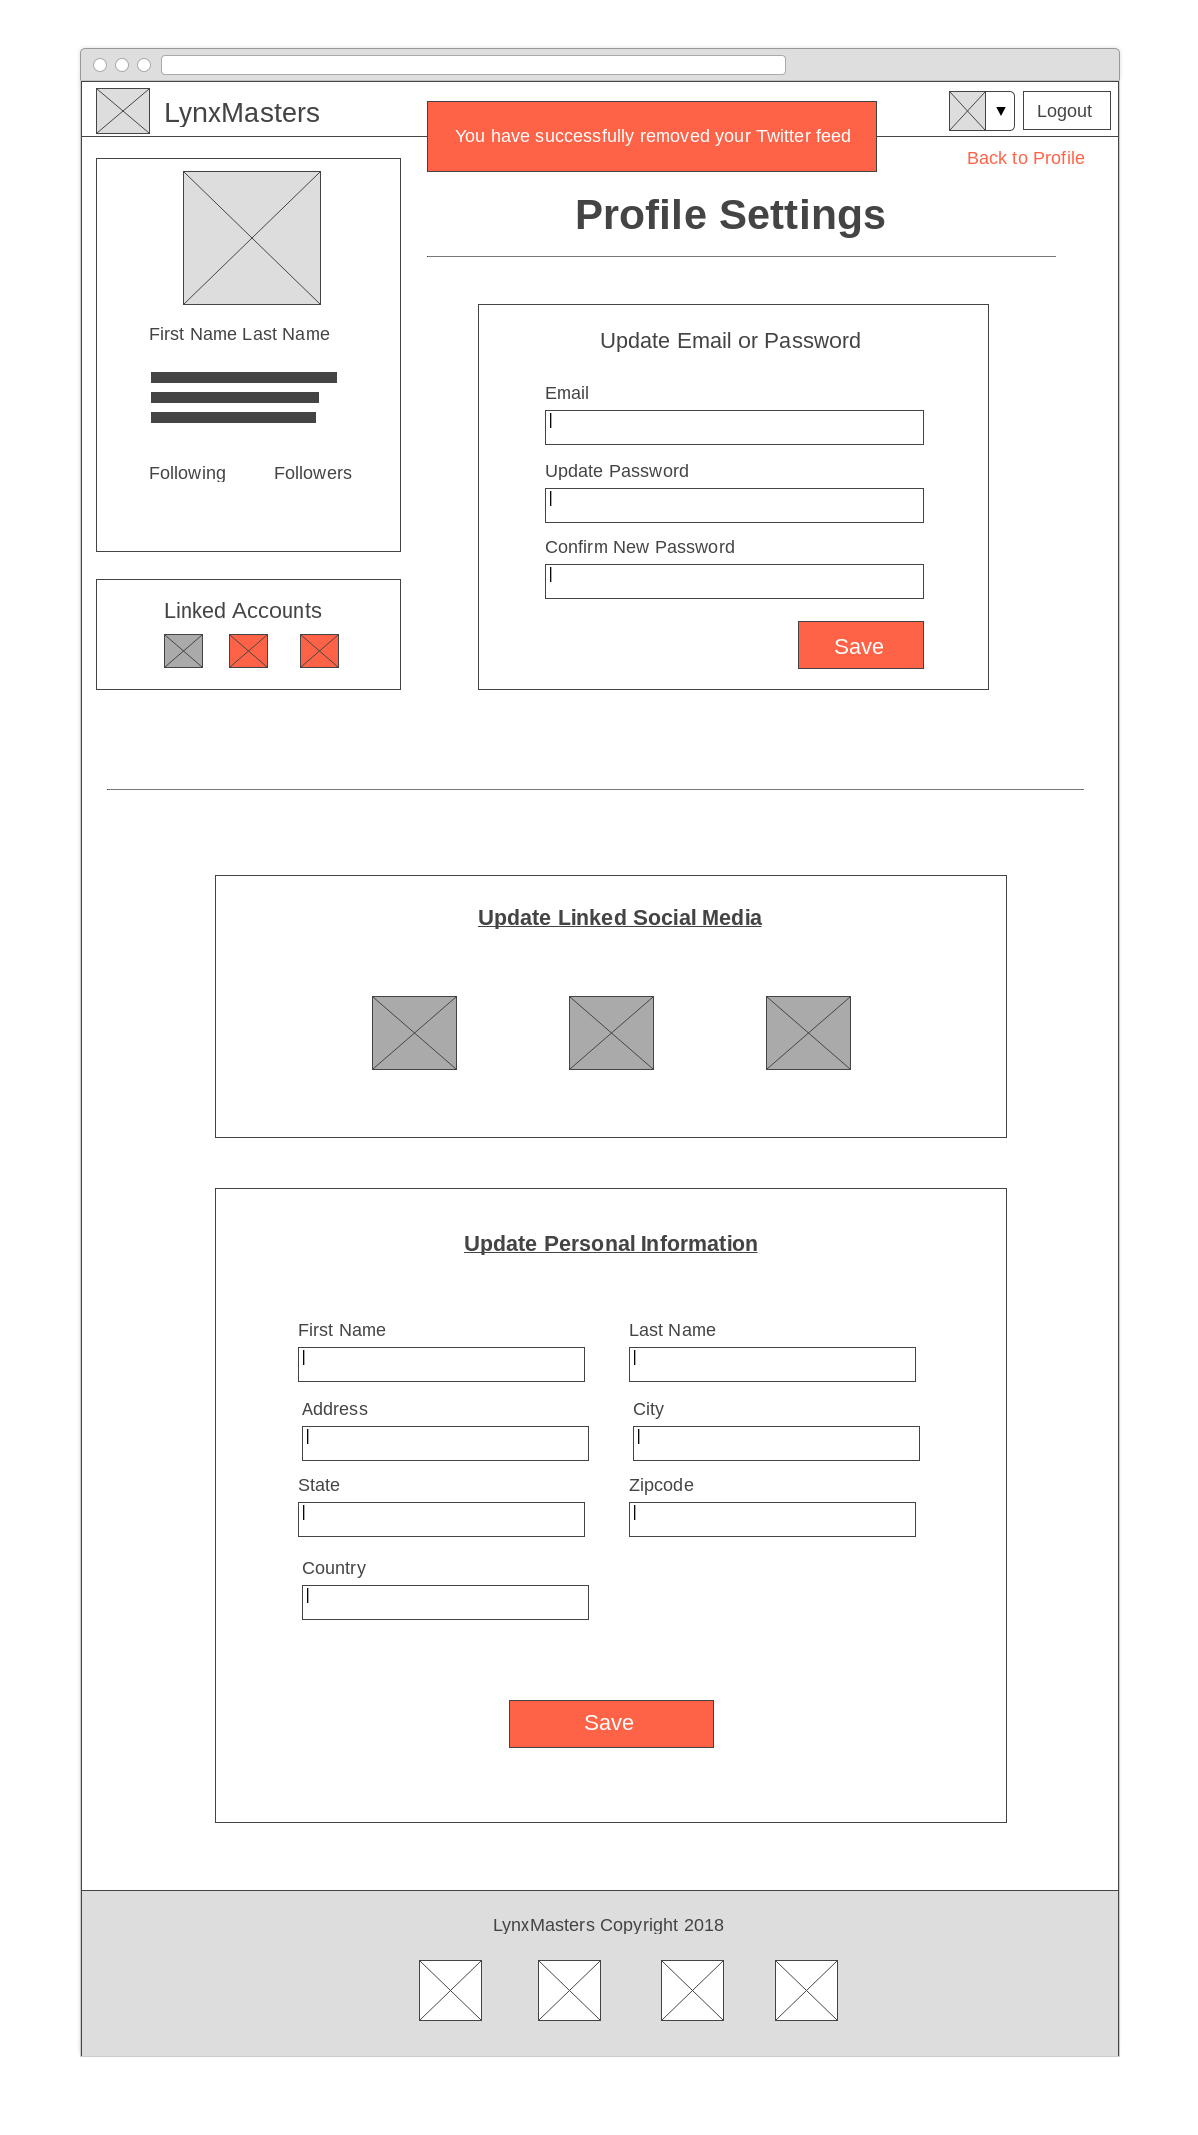 LynxMasters
You have successfully removed your Twitter feed
Logout
Back to Profile
Profile Settings
First Name Last Name
Following
Followers
Linked Accounts
Update Email or Password
Email
Update Password
Confirm New Password
Save
Update Linked Social Media
Update Personal Information
First Name
Last Name
Address
City
State
Zipcode
Country
Save
LynxMasters Copyright 2018